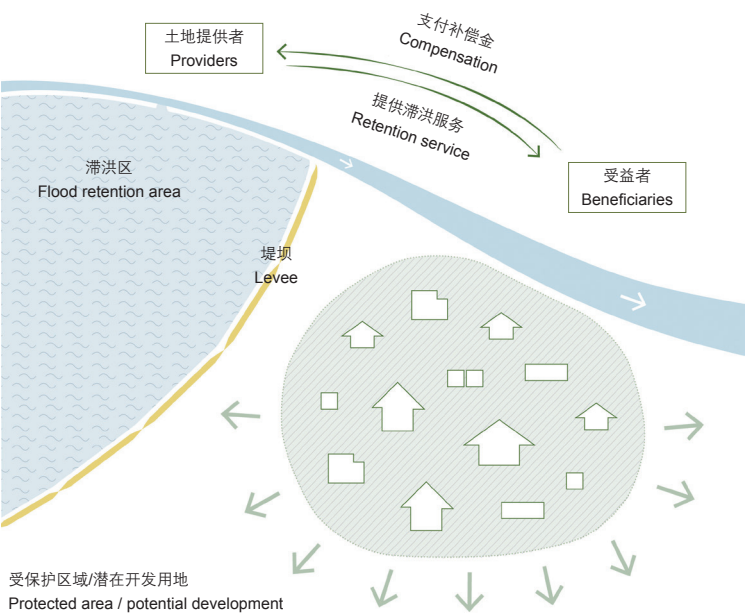 土地提供者
Providers
支付补偿金
Compensation
提供滞洪服务
Retention service
滞洪区
Flood retention area
受益者
Beneficiaries
堤坝
Levee
受保护区域/潜在开发用地
Protected area / potential development